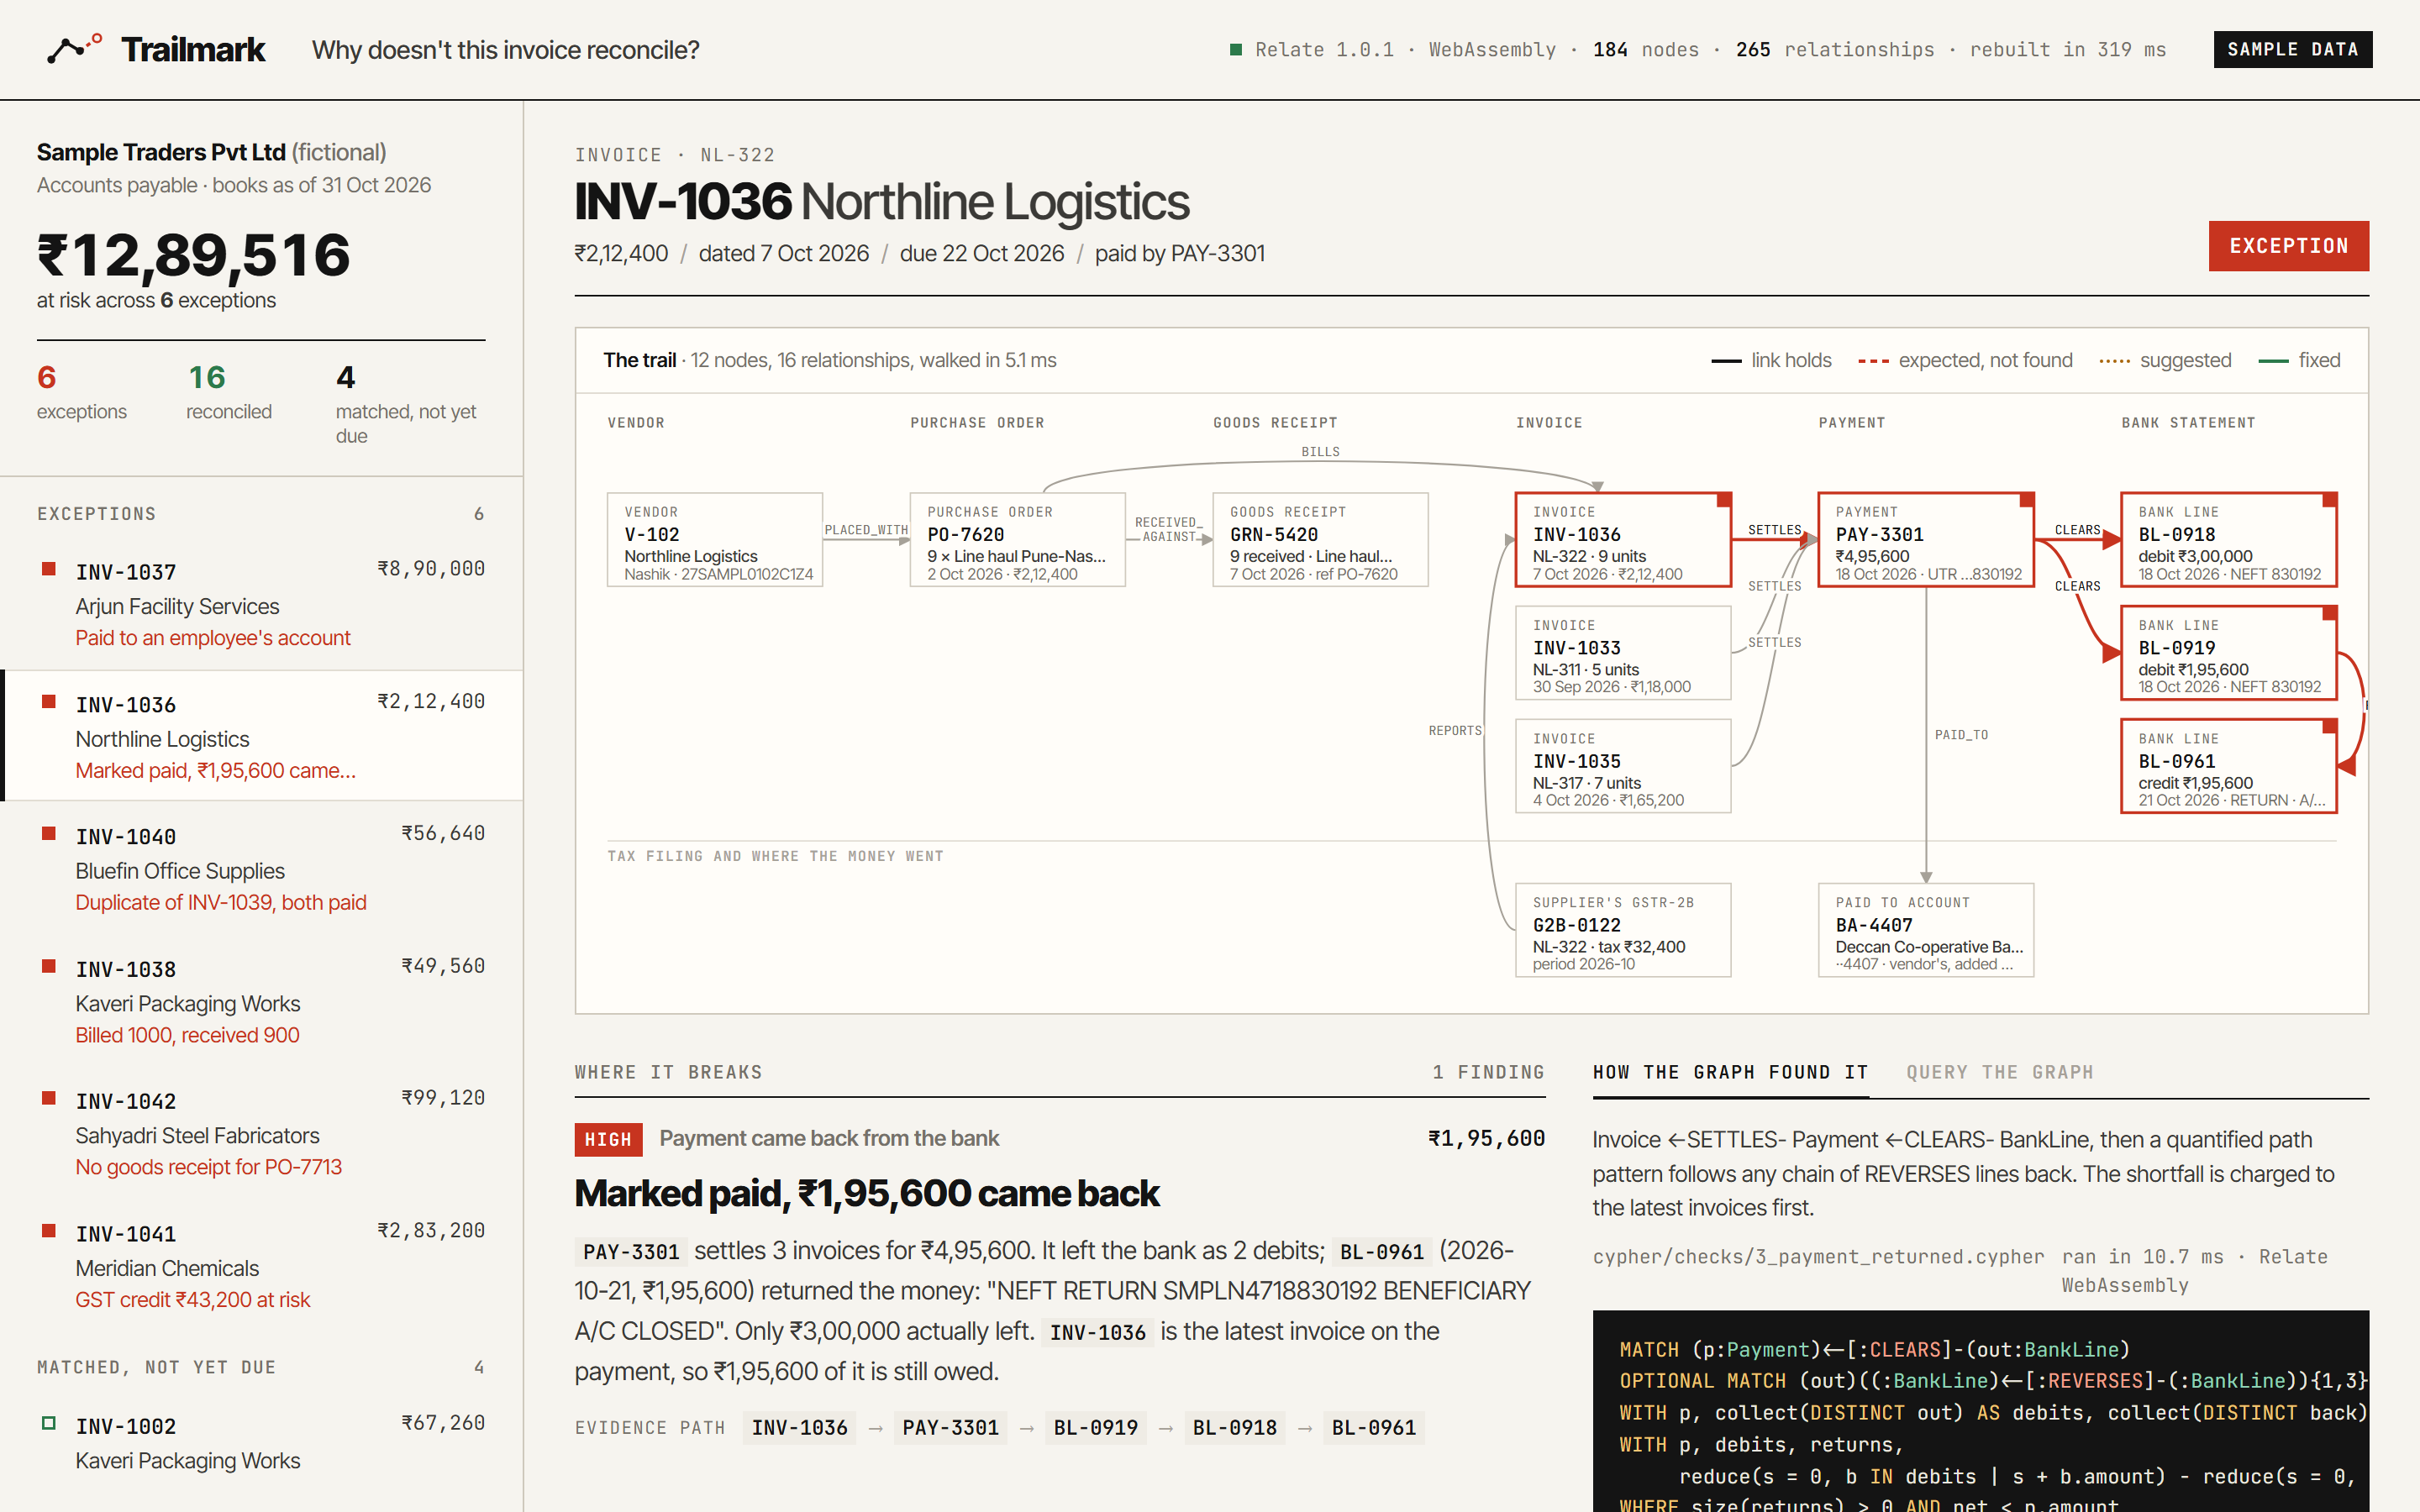 Trailmark
Why doesn't this invoice reconcile?
Relate 1.0.1 · WebAssembly · 184 nodes · 265 relationships · rebuilt in 319 ms
SAMPLE DATA
Sample Traders Pvt Ltd (fictional)
Accounts payable · books as of 31 Oct 2026
₹12,89,516
at risk across 6 exceptions
6
exceptions
16
reconciled
4
matched, not yet
due
EXCEPTIONS 6
INV-1037 ₹8,90,000
Arjun Facility Services
Paid to an employee's account
INV-1036 ₹2,12,400
Northline Logistics
Marked paid, ₹1,95,600 came...
INV-1040 ₹56,640
Bluefin Office Supplies
Duplicate of INV-1039, both paid
INV-1038 ₹49,560
Kaveri Packaging Works
Billed 1000, received 900
INV-1042 ₹99,120
Sahyadri Steel Fabricators
No goods receipt for PO-7713
INV-1041 ₹2,83,200
Meridian Chemicals
GST credit ₹43,200 at risk
MATCHED, NOT YET DUE 4
INV-1002 ₹67,260
Kaveri Packaging Works
INVOICE · NL-322
INV-1036 Northline Logistics
₹2,12,400 / dated 7 Oct 2026 / due 22 Oct 2026 / paid by PAY-3301
EXCEPTION
The trail · 12 nodes, 16 relationships, walked in 5.1 ms
link holds
expected, not found
suggested
fixed
VENDOR
PURCHASE ORDER
GOODS RECEIPT
INVOICE
PAYMENT
BANK STATEMENT
BILLS
VENDOR
V-102
Northline Logistics
Nashik · 27SAMPL0102C1Z4
PLACED_WITH
PURCHASE ORDER
PO-7620
9 × Line haul Pune-Nas...
2 Oct 2026 · ₹2,12,400
RECEIVED_
AGAINST
GOODS RECEIPT
GRN-5420
9 received · Line haul...
7 Oct 2026 · ref PO-7620
INVOICE
INV-1036
NL-322 · 9 units
7 Oct 2026 · ₹2,12,400
SETTLES
SETTLES
SETTLES
PAYMENT
PAY-3301
₹4,95,600
18 Oct 2026 · UTR ...830192
CLEARS
CLEARS
BANK LINE
BL-0918
debit ₹3,00,000
18 Oct 2026 · NEFT 830192
INVOICE
INV-1033
NL-311 · 5 units
30 Sep 2026 · ₹1,18,000
BANK LINE
BL-0919
debit ₹1,95,600
18 Oct 2026 · NEFT 830192
REPORTS
INVOICE
INV-1035
NL-317 · 7 units
4 Oct 2026 · ₹1,65,200
PAID_TO
BANK LINE
BL-0961
credit ₹1,95,600
21 Oct 2026 · RETURN · A/...
TAX FILING AND WHERE THE MONEY WENT
SUPPLIER'S GSTR-2B
G2B-0122
NL-322 · tax ₹32,400
period 2026-10
PAID TO ACCOUNT
BA-4407
Deccan Co-operative Ba...
··4407 · vendor's, added ...
WHERE IT BREAKS 1 FINDING
HIGH Payment came back from the bank ₹1,95,600
Marked paid, ₹1,95,600 came back
PAY-3301 settles 3 invoices for ₹4,95,600. It left the bank as 2 debits; BL-0961 (2026-
10-21, ₹1,95,600) returned the money: "NEFT RETURN SMPLN4718830192 BENEFICIARY
A/C CLOSED". Only ₹3,00,000 actually left. INV-1036 is the latest invoice on the
payment, so ₹1,95,600 of it is still owed.
EVIDENCE PATH INV-1036 → PAY-3301 → BL-0919 → BL-0918 → BL-0961
HOW THE GRAPH FOUND IT QUERY THE GRAPH
Invoice ←SETTLES- Payment ←CLEARS- BankLine, then a quantified path
pattern follows any chain of REVERSES lines back. The shortfall is charged to
the latest invoices first.
cypher/checks/3_payment_returned.cypher ran in 10.7 ms · Relate
WebAssembly
MATCH (p:Payment)←[:CLEARS]-(out:BankLine)
OPTIONAL MATCH (out)((:BankLine)←[:REVERSES]-(:BankLine)){1,3}
WITH p, collect(DISTINCT out) AS debits, collect(DISTINCT back)
WITH p, debits, returns,
reduce(s = 0, b IN debits | s + b.amount) - reduce(s = 0,
WHERE size(returns) > 0 AND net < p.amount